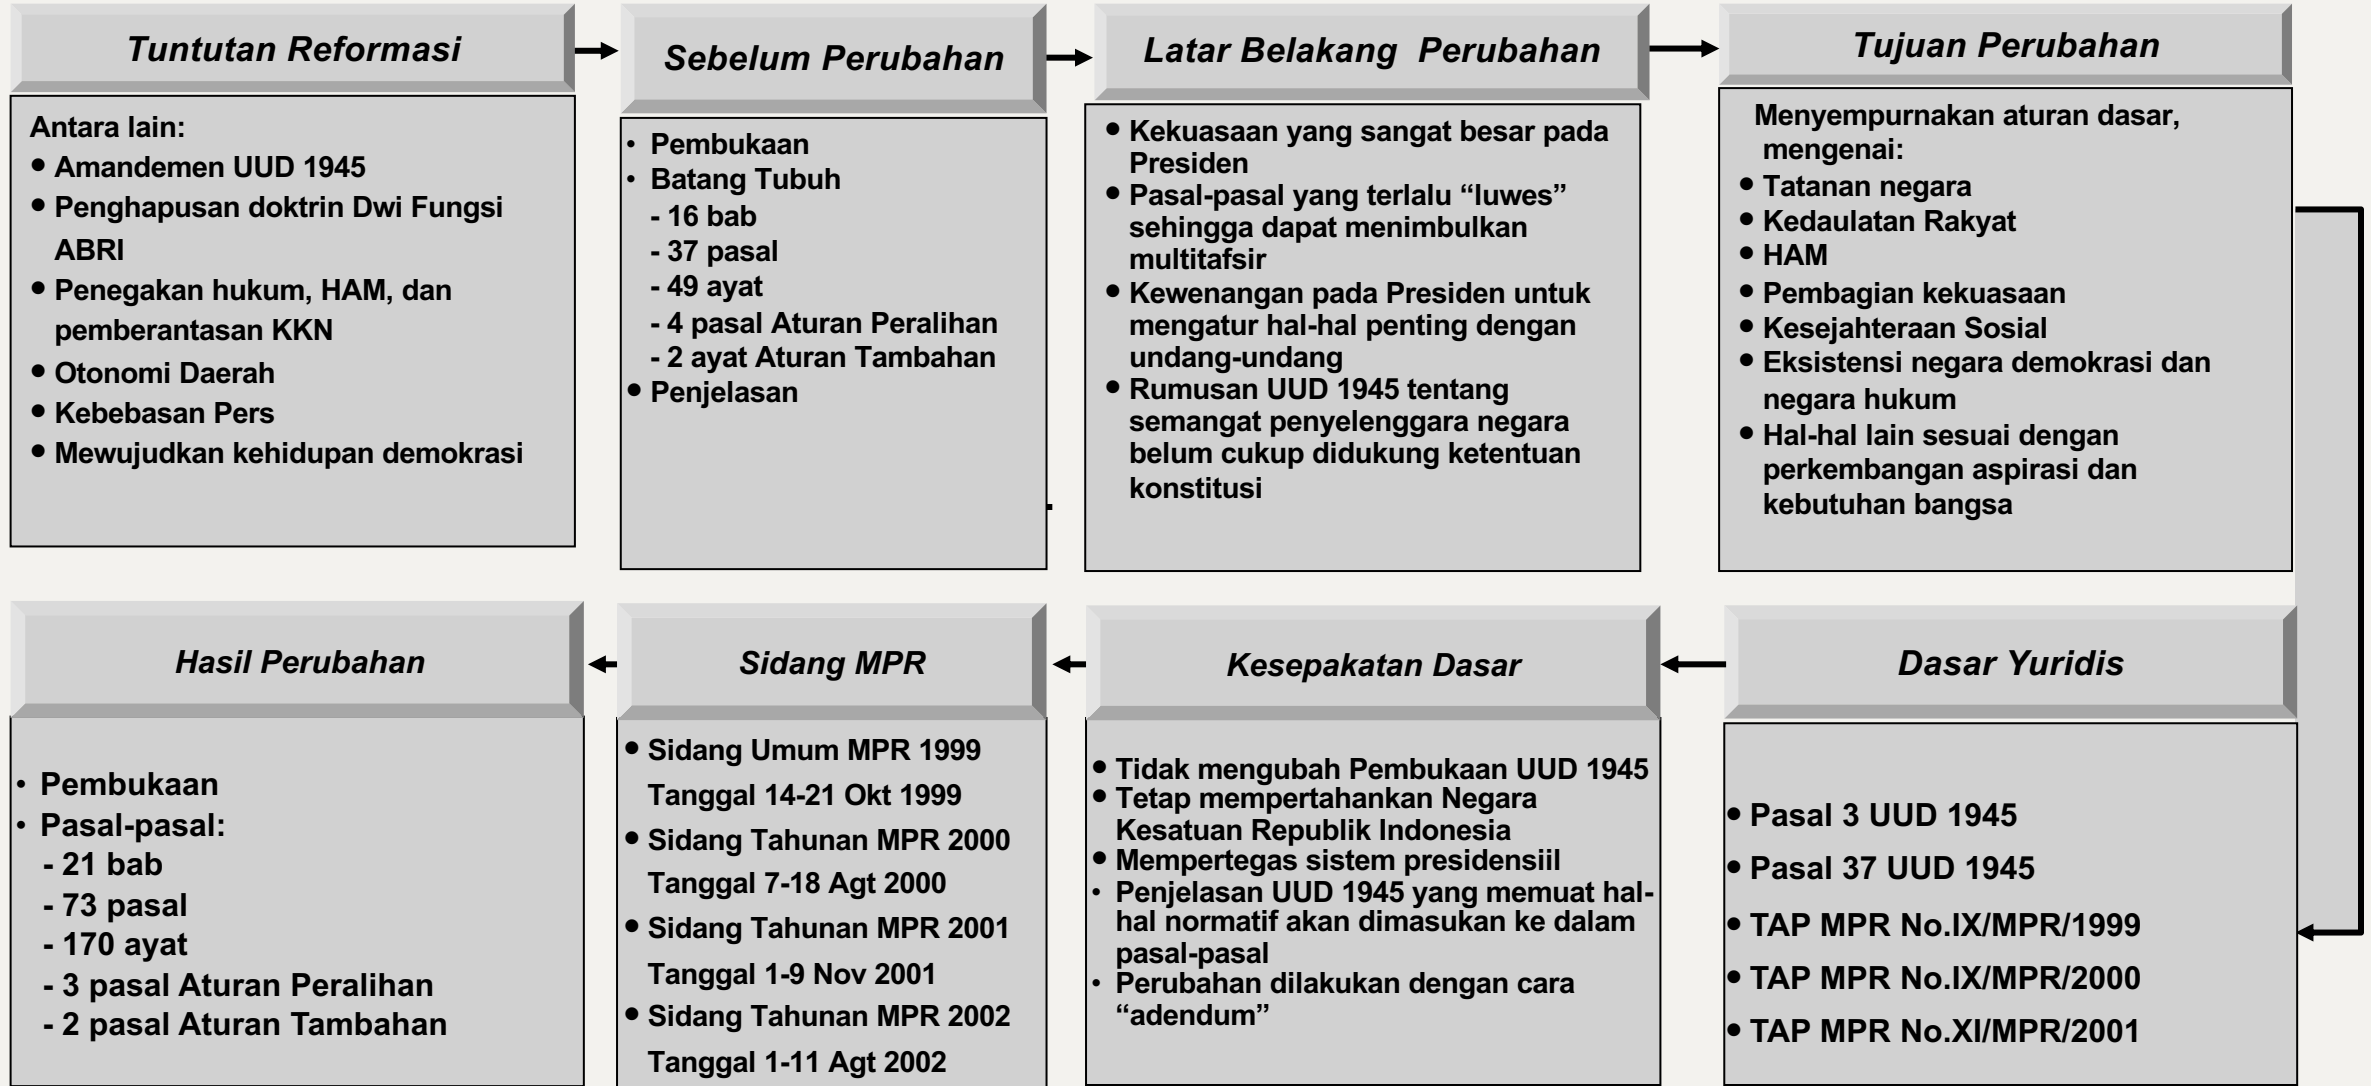 Tuntutan Reformasi
Antara lain:
• Amandemen UUD 1945
• Penghapusan doktrin Dwi Fungsi
ABRI
• Penegakan hukum, HAM, dan
pemberantasan KKN
• Otonomi Daerah
• Kebebasan Pers
• Mewujudkan kehidupan demokrasi
Sebelum Perubahan
• Pembukaan
• Batang Tubuh
- 16 bab
- 37 pasal
- 49 ayat
- 4 pasal Aturan Peralihan
- 2 ayat Aturan Tambahan
• Penjelasan
Latar Belakang Perubahan
• Kekuasaan yang sangat besar pada
Presiden
• Pasal-pasal yang terlalu “luwes”
sehingga dapat menimbulkan
multitafsir
• Kewenangan pada Presiden untuk
mengatur hal-hal penting dengan
undang-undang
• Rumusan UUD 1945 tentang
semangat penyelenggara negara
belum cukup didukung ketentuan
konstitusi
Tujuan Perubahan
Menyempurnakan aturan dasar,
mengenai:
• Tatanan negara
• Kedaulatan Rakyat
• HAM
• Pembagian kekuasaan
• Kesejahteraan Sosial
• Eksistensi negara demokrasi dan
negara hukum
• Hal-hal lain sesuai dengan
perkembangan aspirasi dan
kebutuhan bangsa
Dasar Yuridis
• Pasal 3 UUD 1945
• Pasal 37 UUD 1945
• TAP MPR No.IX/MPR/1999
• TAP MPR No.IX/MPR/2000
• TAP MPR No.XI/MPR/2001
Kesepakatan Dasar
• Tidak mengubah Pembukaan UUD 1945
• Tetap mempertahankan Negara
Kesatuan Republik Indonesia
• Mempertegas sistem presidensiil
• Penjelasan UUD 1945 yang memuat hal-
hal normatif akan dimasukan ke dalam
pasal-pasal
• Perubahan dilakukan dengan cara
“adendum”
Sidang MPR
• Sidang Umum MPR 1999
Tanggal 14-21 Okt 1999
• Sidang Tahunan MPR 2000
Tanggal 7-18 Agt 2000
• Sidang Tahunan MPR 2001
Tanggal 1-9 Nov 2001
• Sidang Tahunan MPR 2002
Tanggal 1-11 Agt 2002
Hasil Perubahan
• Pembukaan
• Pasal-pasal:
- 21 bab
- 73 pasal
- 170 ayat
- 3 pasal Aturan Peralihan
- 2 pasal Aturan Tambahan